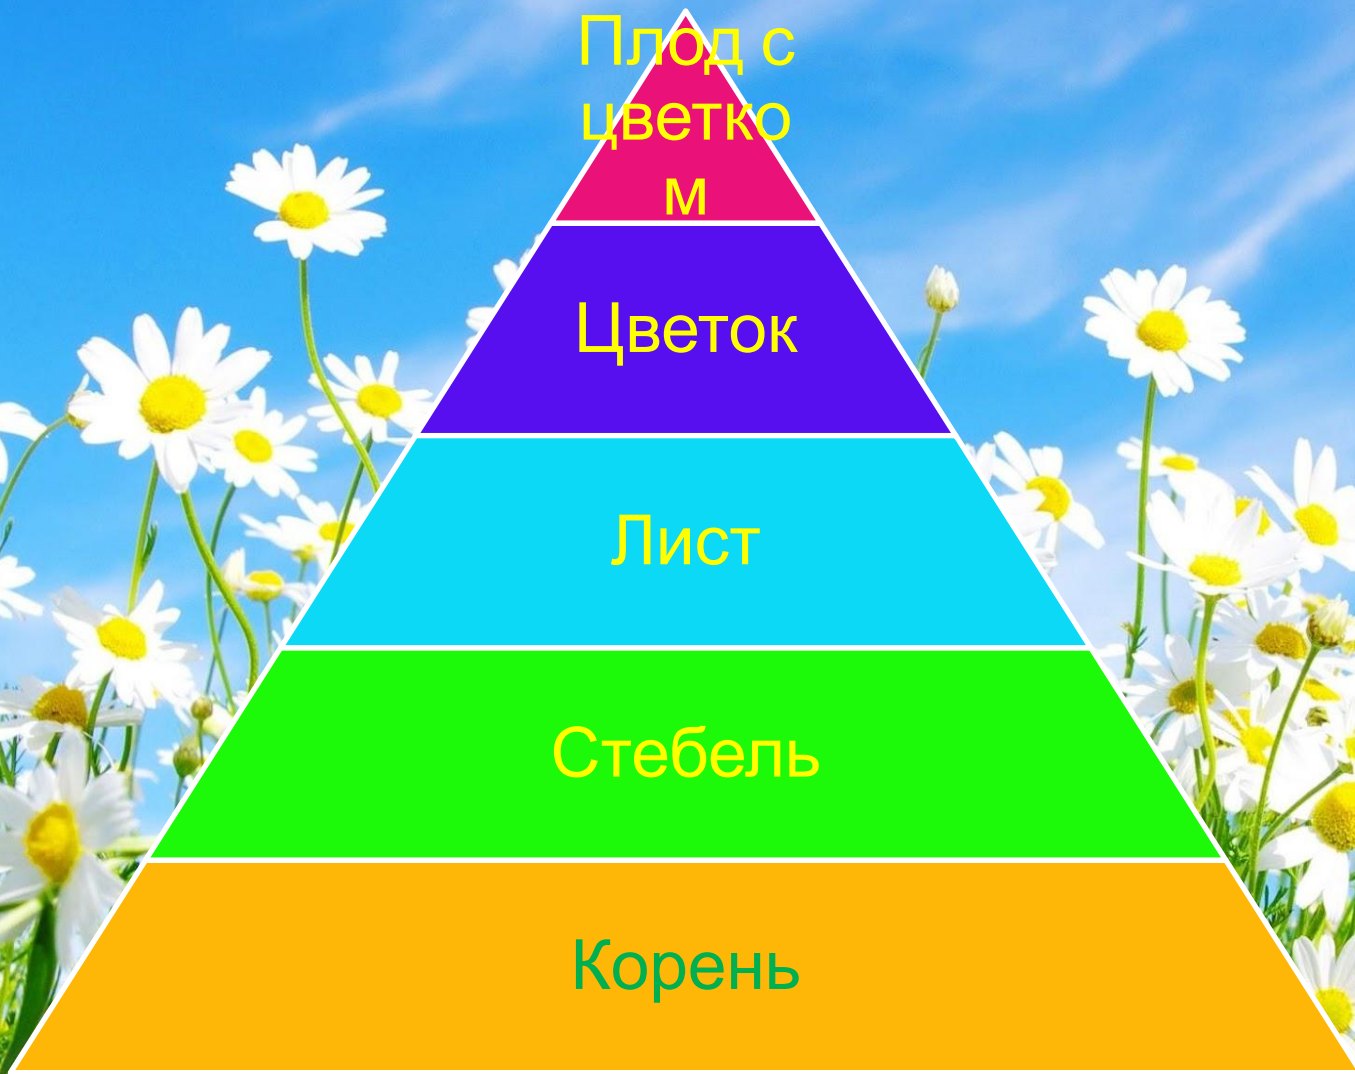 Плод с
цветко
м
Цветок
Лист
Стебель
Корень